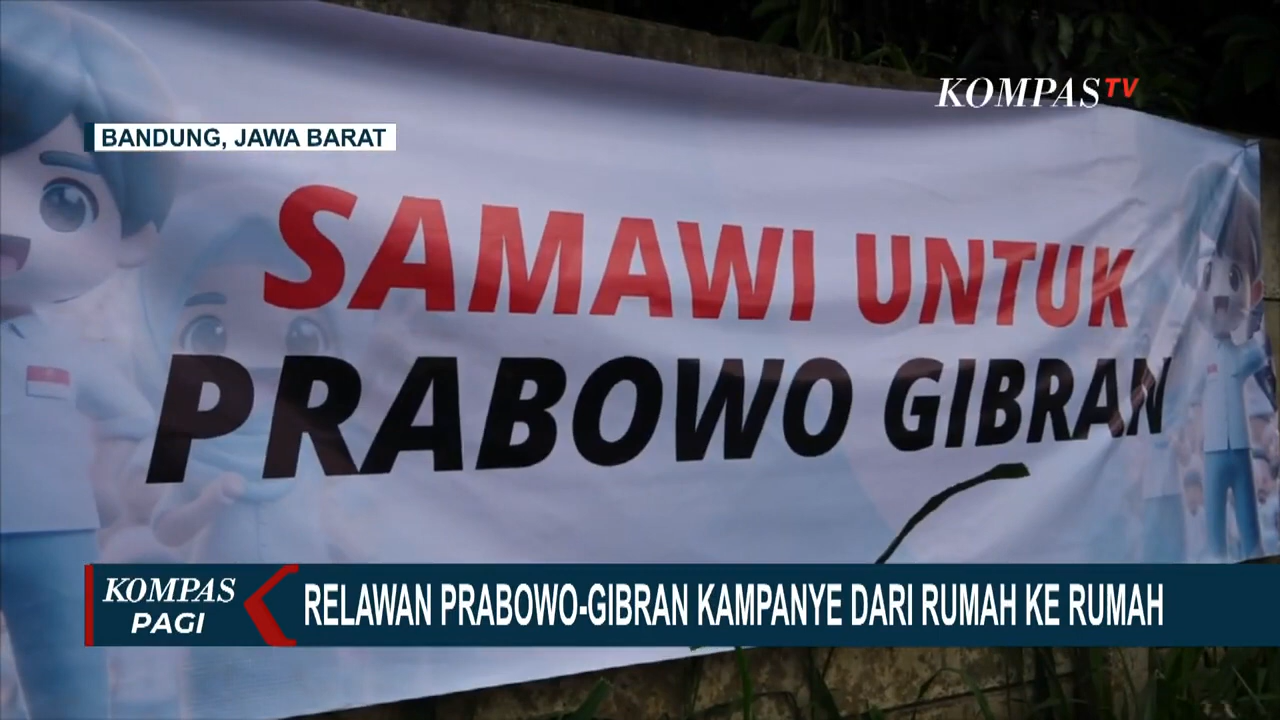 KOMPASTV
BANDUNG, JAWA BARAT
SAMAWI UNTUK
PRABOWO GIBRAN
KOMPAS
PAGI
RELAWAN PRABOWO-GIBRAN KAMPANYE DARI RUMAH KE RUMAH